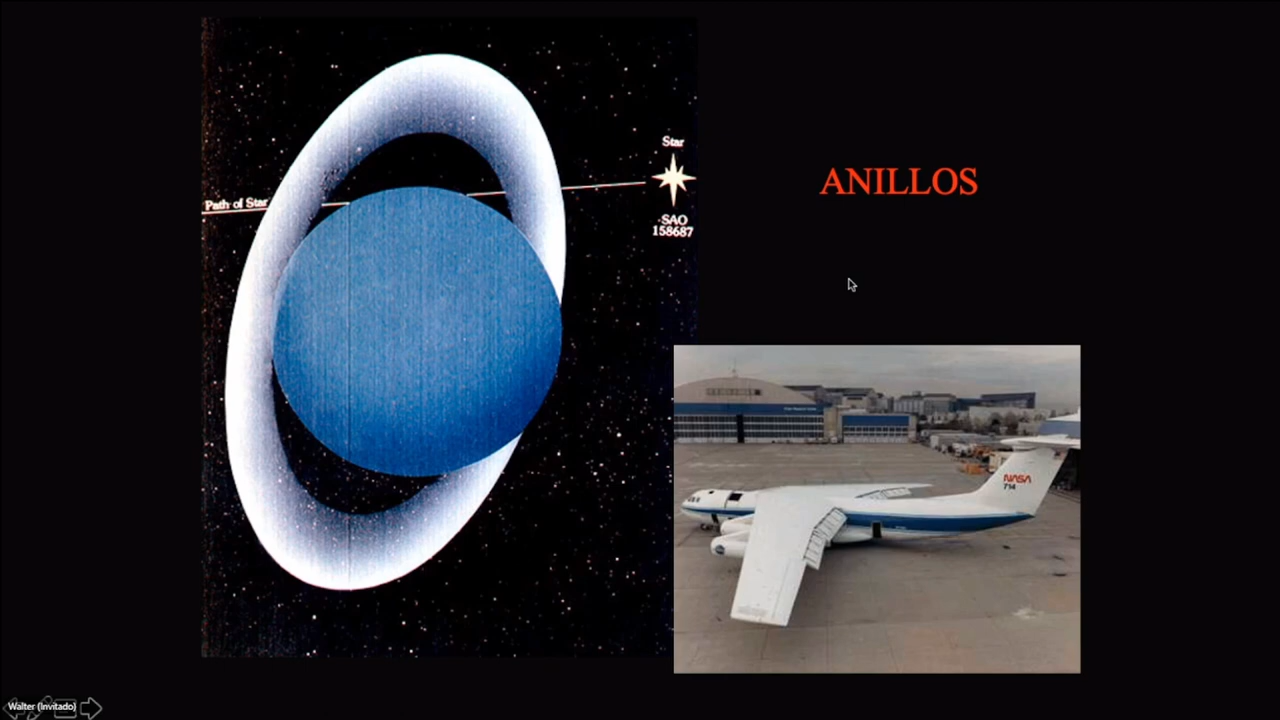 Star
Path of Star
SAO
158687
ANILLOS
NASA
714
Walter (Invitado)